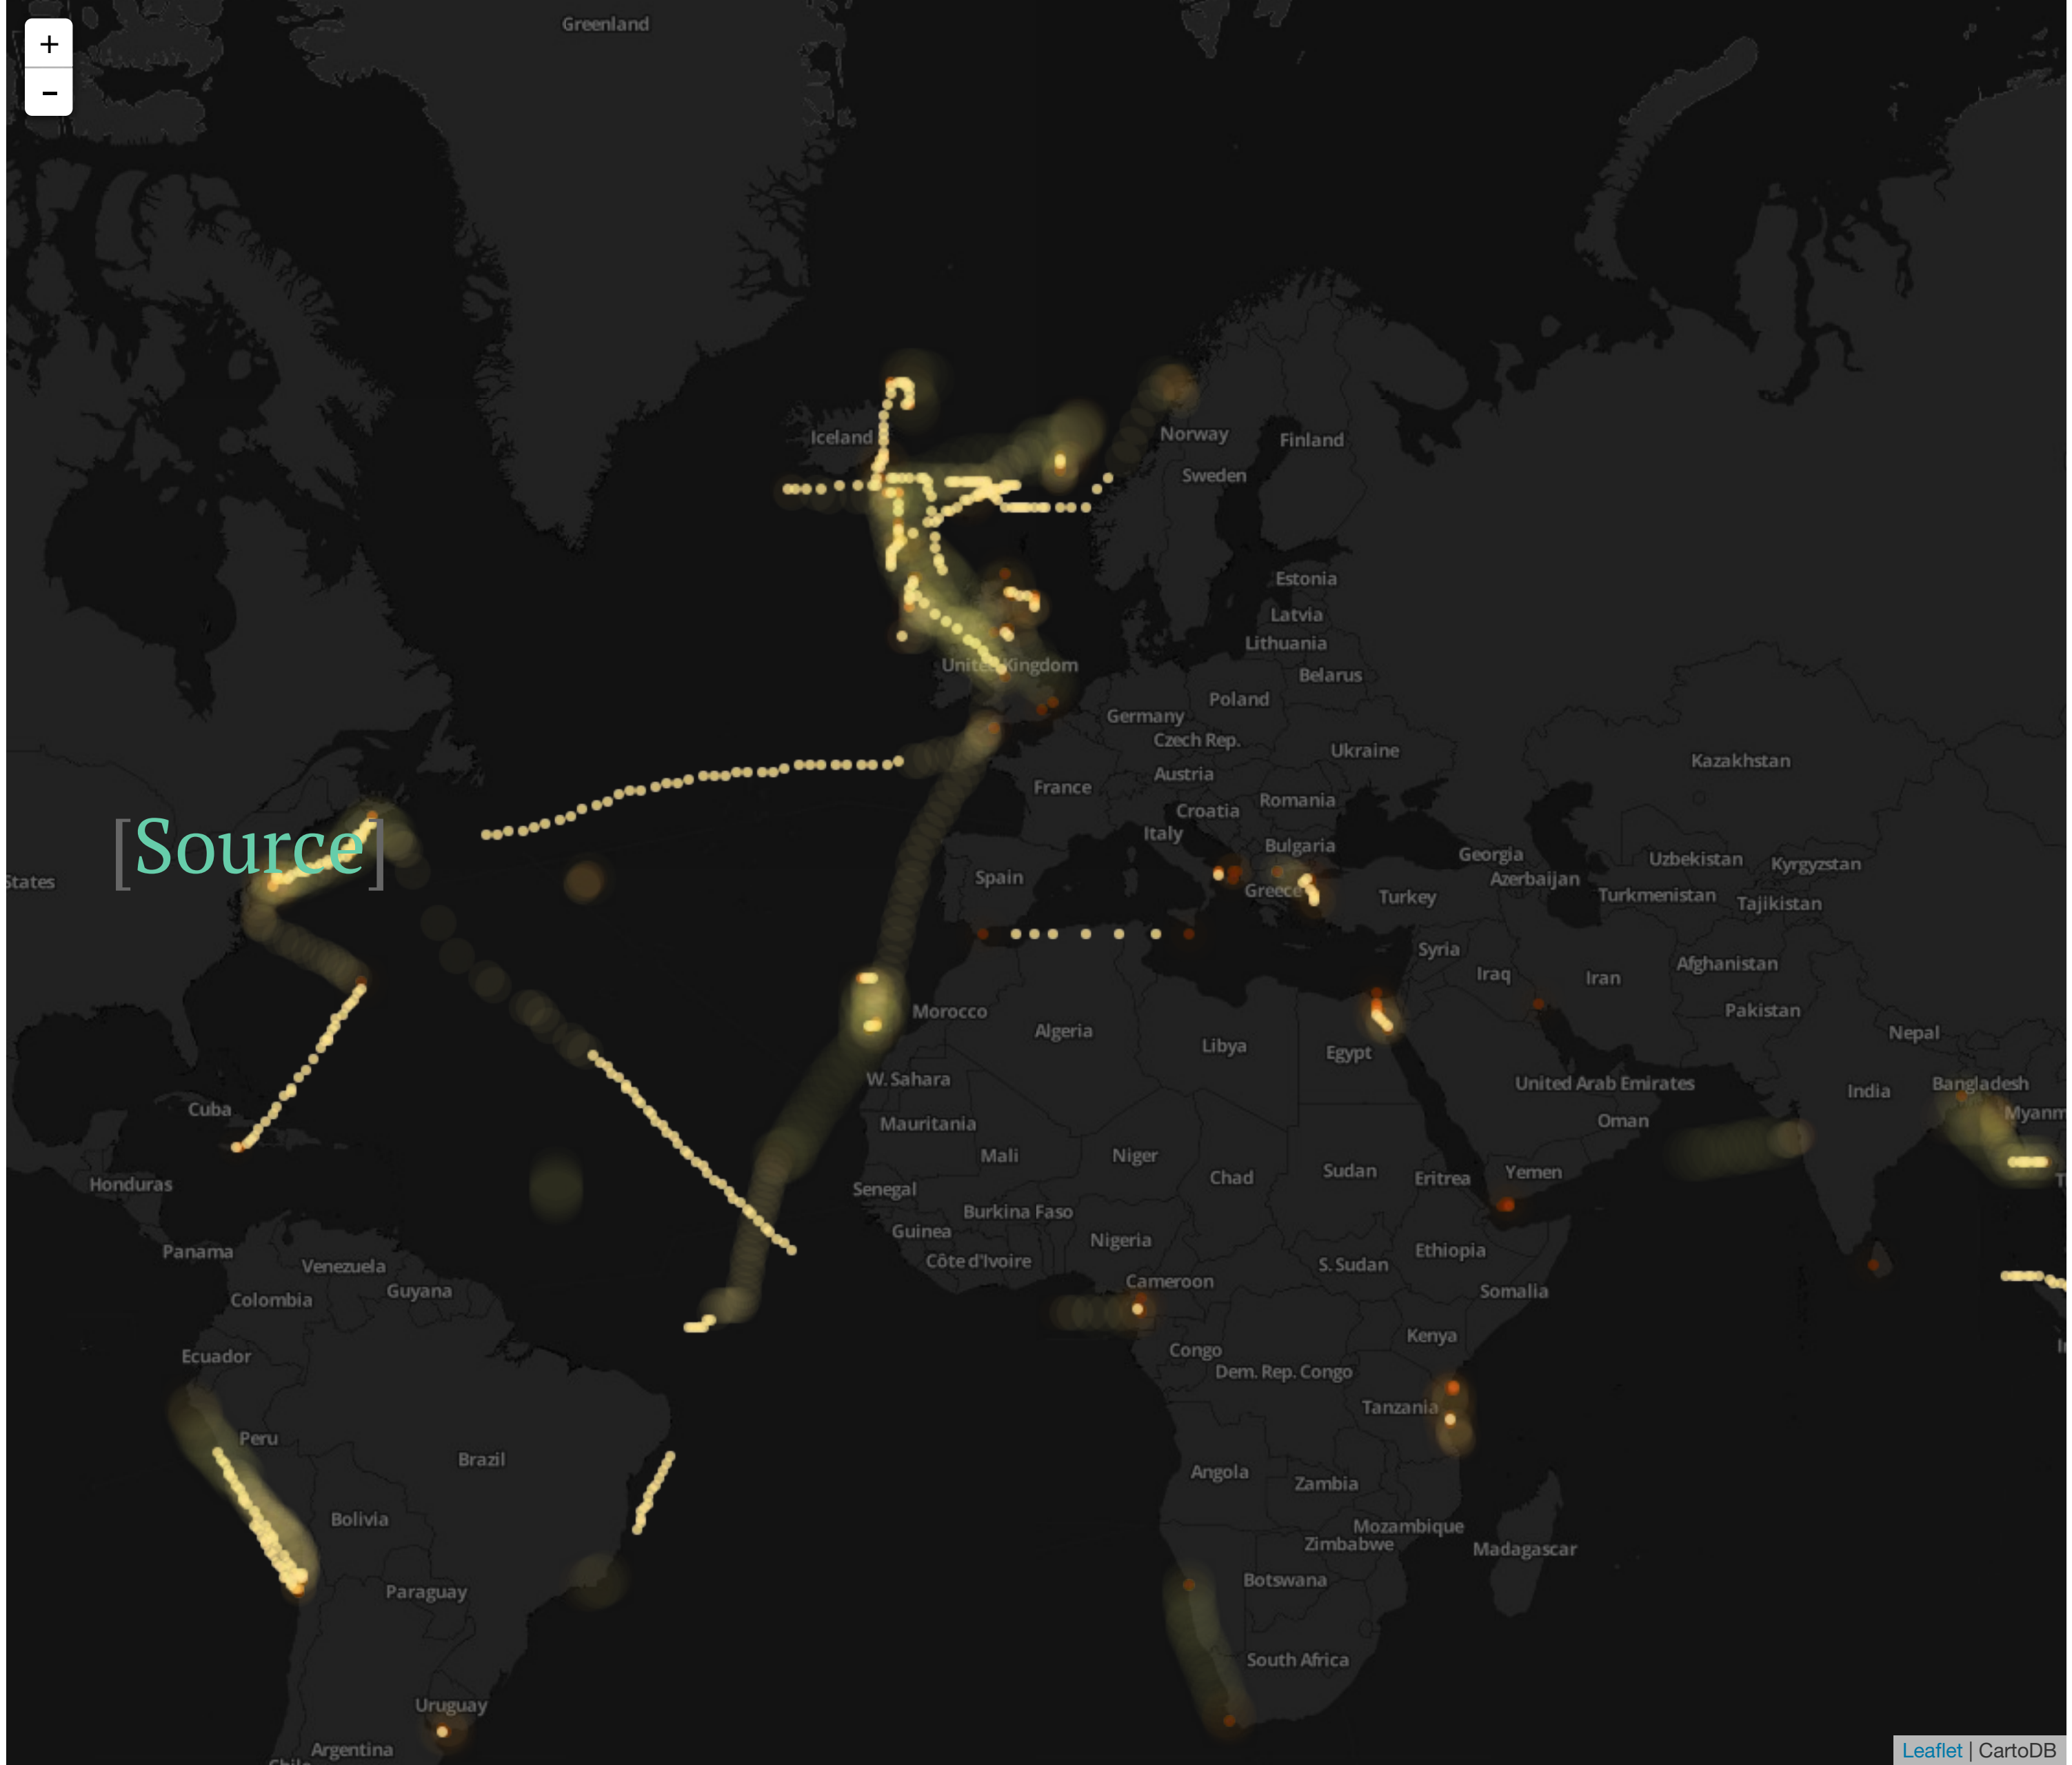 Greenland
+
−
Iceland
Norway
Finland
Sweden
Estonia
Latvia
Lithuania
United Kingdom
Belarus
Poland
Germany
Czech Rep.
Ukraine
Kazakhstan
Austria
France
Romania
Croatia
Italy
[Source]
Bulgaria
Georgia
Uzbekistan
Kyrgyzstan
States
Spain
Greece
Turkey
Azerbaijan
Turkmenistan
Tajikistan
Syria
Iraq
Iran
Afghanistan
Morocco
Algeria
Pakistan
Libya
Egypt
Nepal
W. Sahara
United Arab Emirates
India
Bangladesh
Cuba
Mauritania
Oman
Myanm
Mali
Niger
Chad
Sudan
Eritrea
Yemen
Honduras
Senegal
Burkina Faso
Guinea
Nigeria
Panama
Côte d'Ivoire
Ethiopia
Venezuela
S. Sudan
Cameroon
Guyana
Somalia
Colombia
Kenya
Congo
Ecuador
Dem. Rep. Congo
Tanzania
Peru
Brazil
Angola
Zambia
Bolivia
Mozambique
Zimbabwe
Madagascar
Paraguay
Botswana
South Africa
Uruguay
Argentina
Leaflet | CartoDB